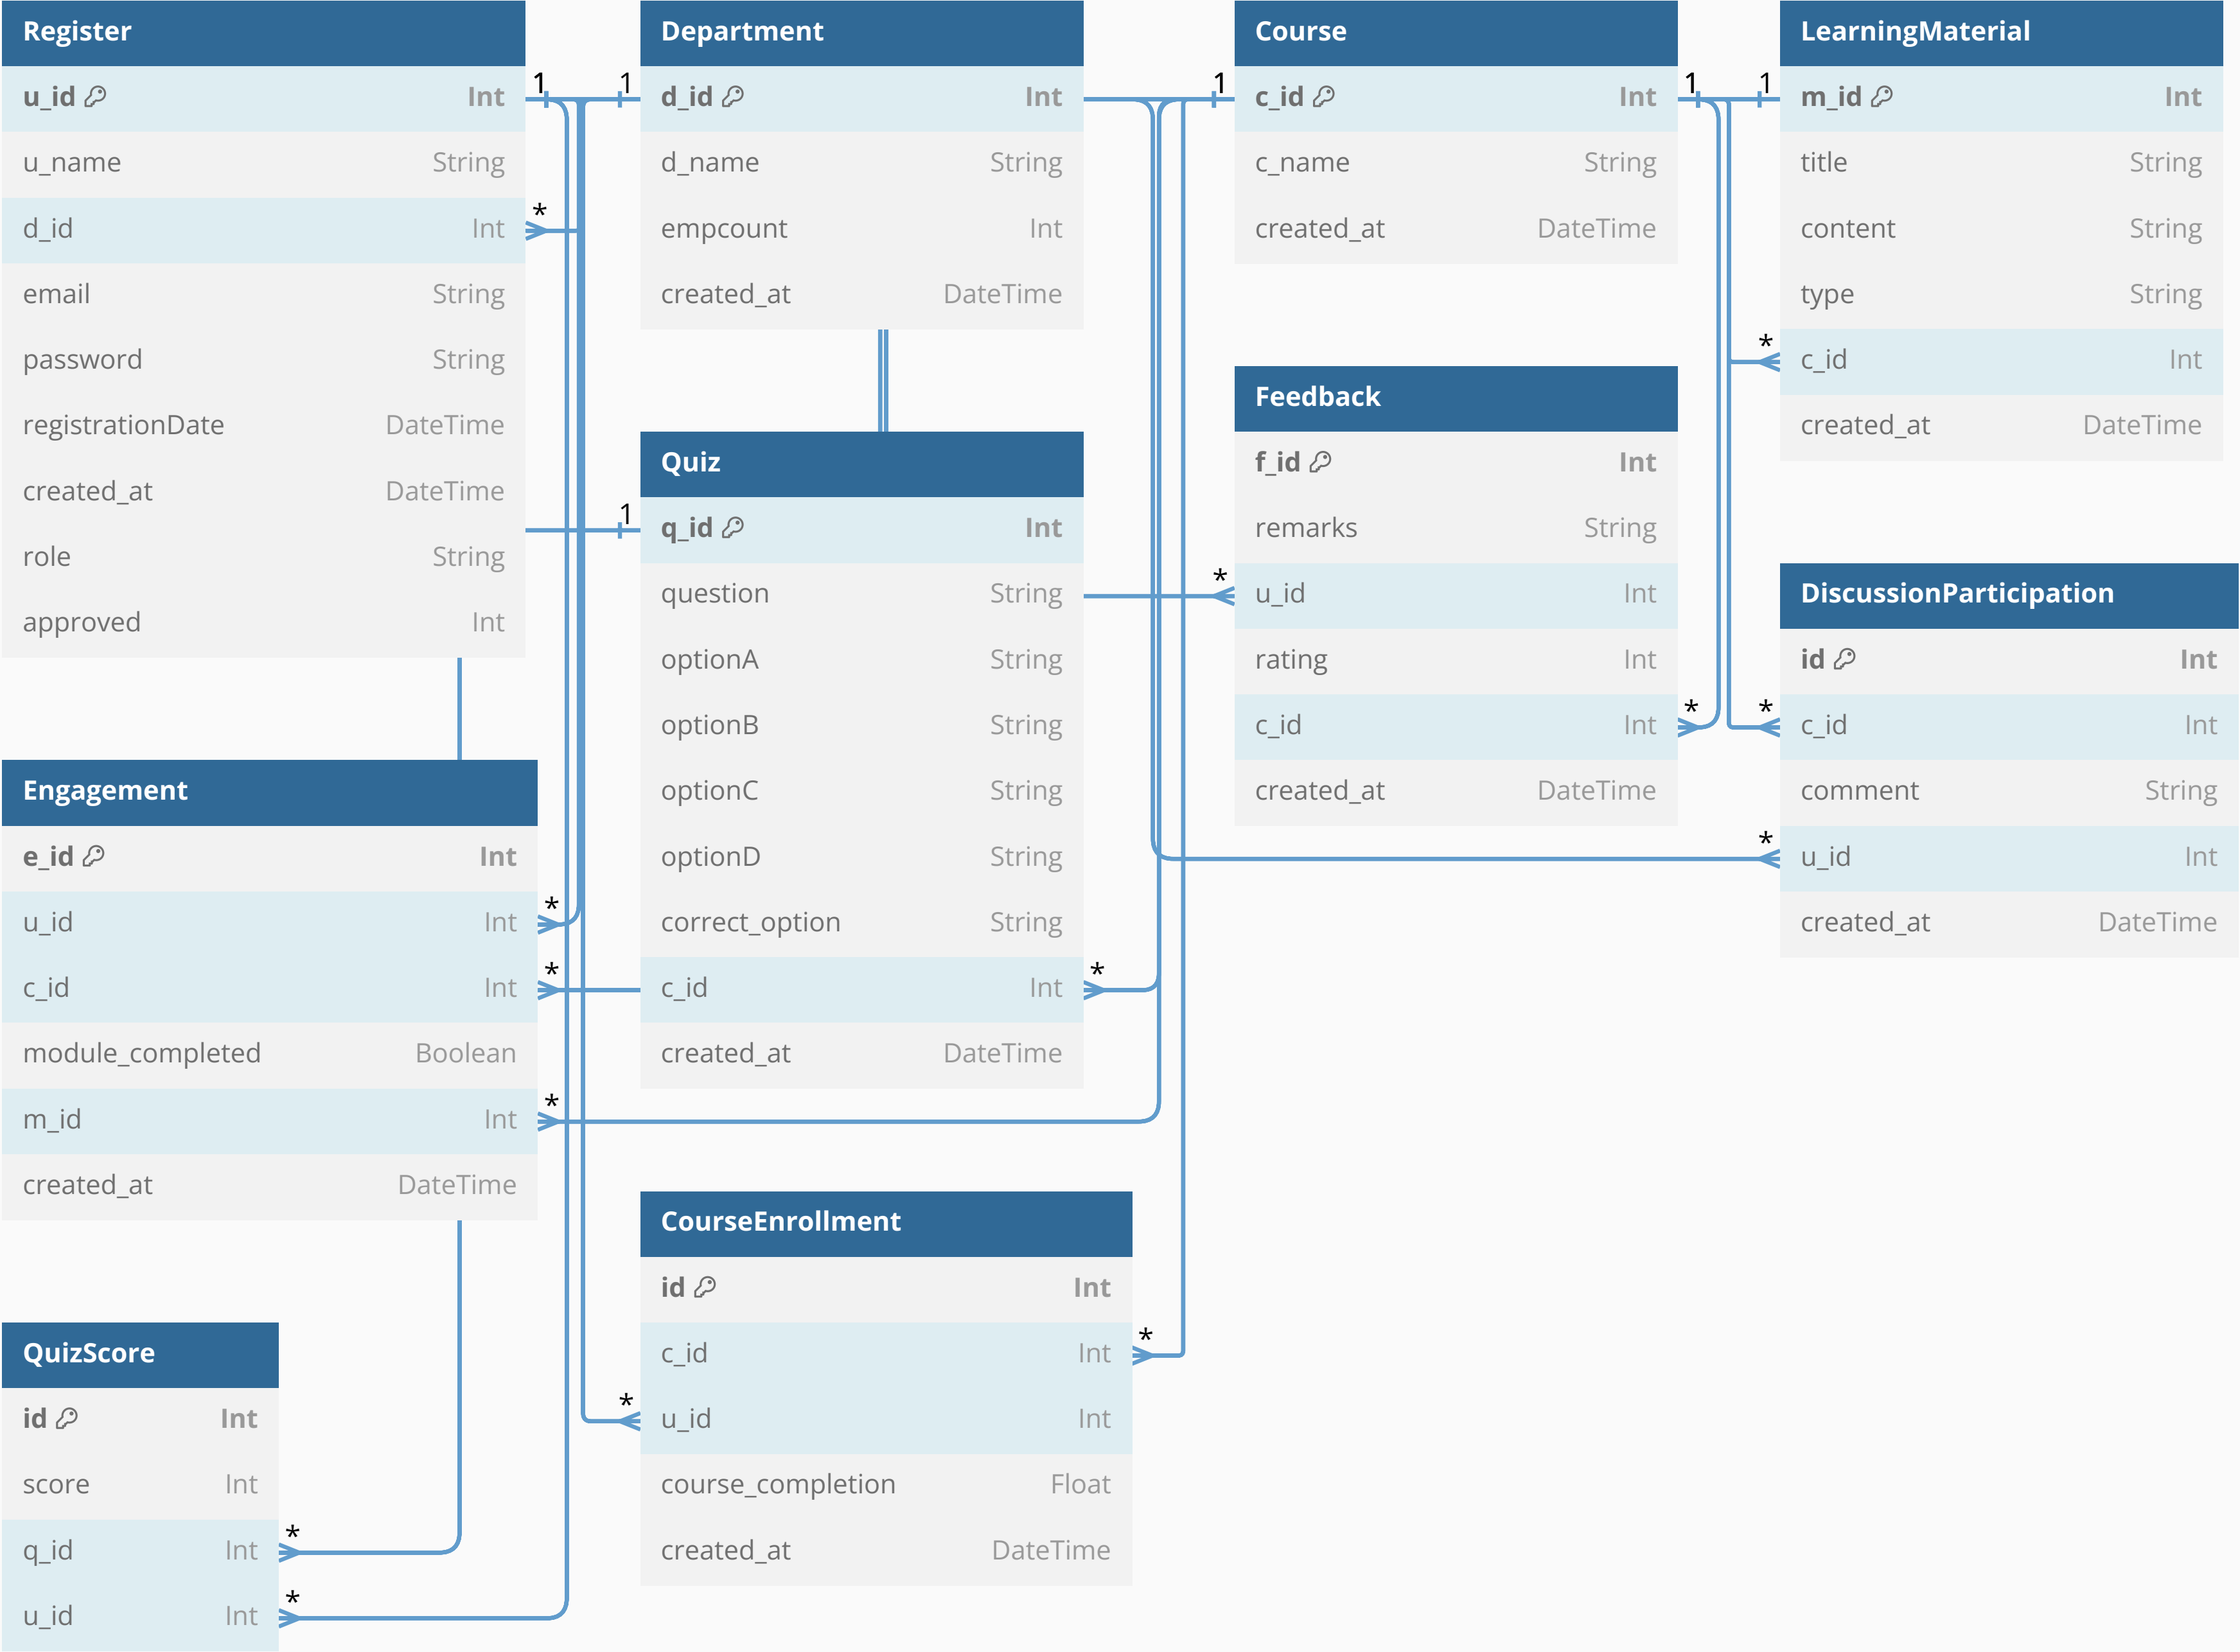 Register
u_id Int
u_name String
d_id Int
email String
password String
registrationDate DateTime
created_at DateTime
role String
approved Int
1
*
Department
d_id Int
d_name String
empcount Int
created_at DateTime
1
Course
c_id Int
c_name String
created_at DateTime
1
1
LearningMaterial
m_id Int
title String
content String
type String
c_id Int
created_at DateTime
1
*
Quiz
q_id Int
question String
optionA String
optionB String
optionC String
optionD String
correct_option String
c_id Int
created_at DateTime
1
*
Feedback
f_id Int
remarks String
u_id Int
rating Int
c_id Int
created_at DateTime
*
*
DiscussionParticipation
id Int
c_id Int
comment String
u_id Int
created_at DateTime
*
*
Engagement
e_id Int
u_id Int
c_id Int
module_completed Boolean
m_id Int
created_at DateTime
*
*
*
CourseEnrollment
id Int
c_id Int
u_id Int
course_completion Float
created_at DateTime
*
*
QuizScore
id Int
score Int
q_id Int
u_id Int
*
*